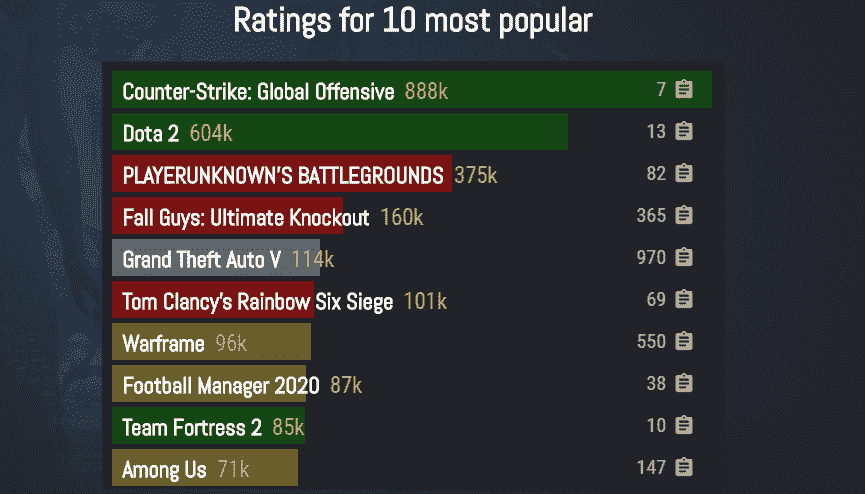 Ratings for 10 most popular
Counter-Strike: Global Offensive 888k 7
Dota 2 604k 13
PLAYERUNKNOWN'S BATTLEGROUNDS 375k 82
Fall Guys: Ultimate Knockout 160k 365
Grand Theft Auto V 114k 970
Tom Clancy's Rainbow Six Siege 101k 69
Warframe 96k 550
Football Manager 2020 87k 38
Team Fortress 2 85k 10
Among Us 71k 147